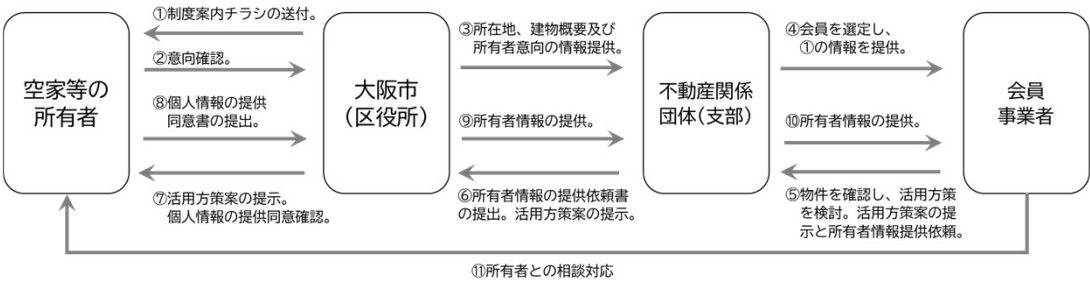 ①制度案内チラシの送付。
②意向確認。
空家等の
所有者
⑧個人情報の提供
同意書の提出。
⑦活用方策案の提示。
個人情報の提供同意確認。
大阪市
（区役所）
③所在地、建物概要及び
所有者意向の情報提供。
⑨所有者情報の提供。
⑥所有者情報の提供依頼書
の提出。活用方策案の提示。
不動産関係
団体（支部）
④会員を選定し、
①の情報を提供。
⑩所有者情報の提供。
⑤物件を確認し、活用方策
を検討。活用方策案の提
示と所有者情報提供依頼。
会員
事業者
⑪所有者との相談対応